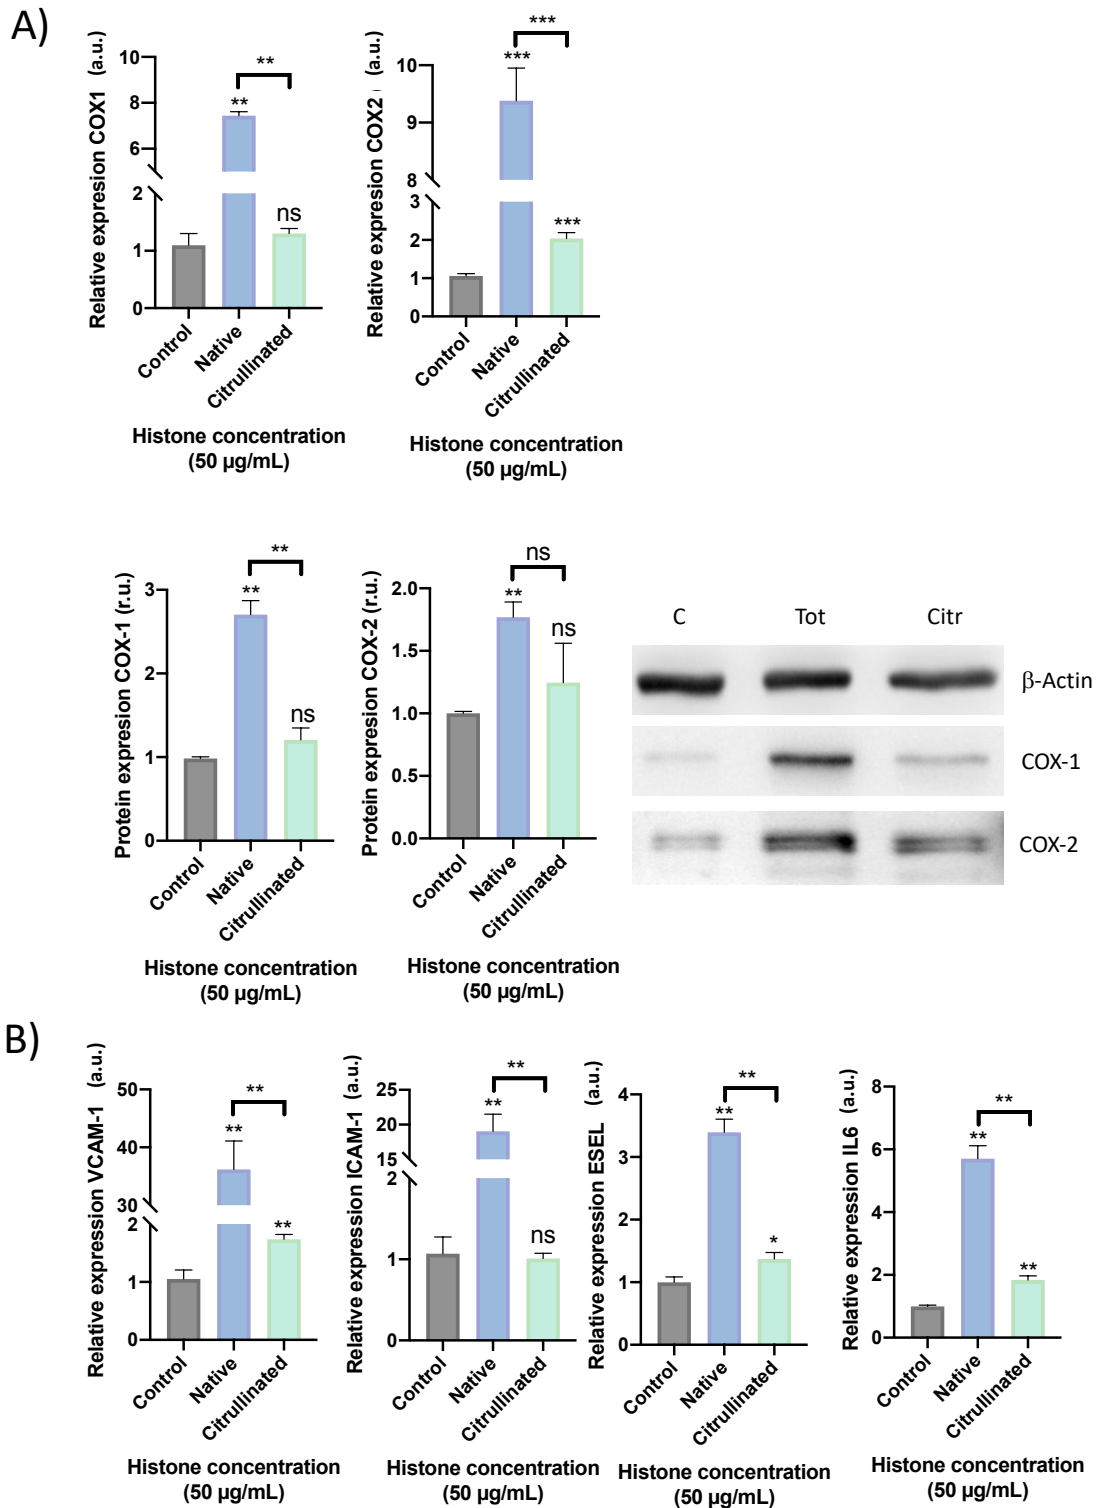 A)
Relative expresion COX1 (a.u.)
10
8
6
2
1
0
**
**
ns
Control
Native
Citrullinated
Histone concentration
(50 µg/mL)
Relative expresion COX2 (a.u.)
10
9
8
3
2
1
0
***
***
***
Control
Native
Citrullinated
Histone concentration
(50 µg/mL)
Protein expresion COX-1 (r.u.)
3
2
1
0
**
**
ns
Control
Native
Citrullinated
Histone concentration
(50 µg/mL)
Protein expresion COX-2 (r.u.)
2.0
1.5
1.0
0.5
0.0
ns
**
ns
Control
Native
Citrullinated
Histone concentration
(50 µg/mL)
C Tot Citr
β-Actin
COX-1
COX-2
B)
Relative expression VCAM-1 (a.u.)
50
40
30
2
1
0
**
**
**
Control
Native
Citrullinated
Histone concentration
(50 µg/mL)
Relative expression ICAM-1 (a.u.)
25
20
15
2
1
0
**
**
ns
Control
Native
Citrullinated
Histone concentration
(50 µg/mL)
Relative expression ESEL (a.u.)
4
3
2
1
0
**
**
*
Control
Native
Citrullinated
Histone concentration
(50 µg/mL)
Relative expression IL6 (a.u.)
8
6
4
2
0
**
**
**
Control
Native
Citrullinated
Histone concentration
(50 µg/mL)